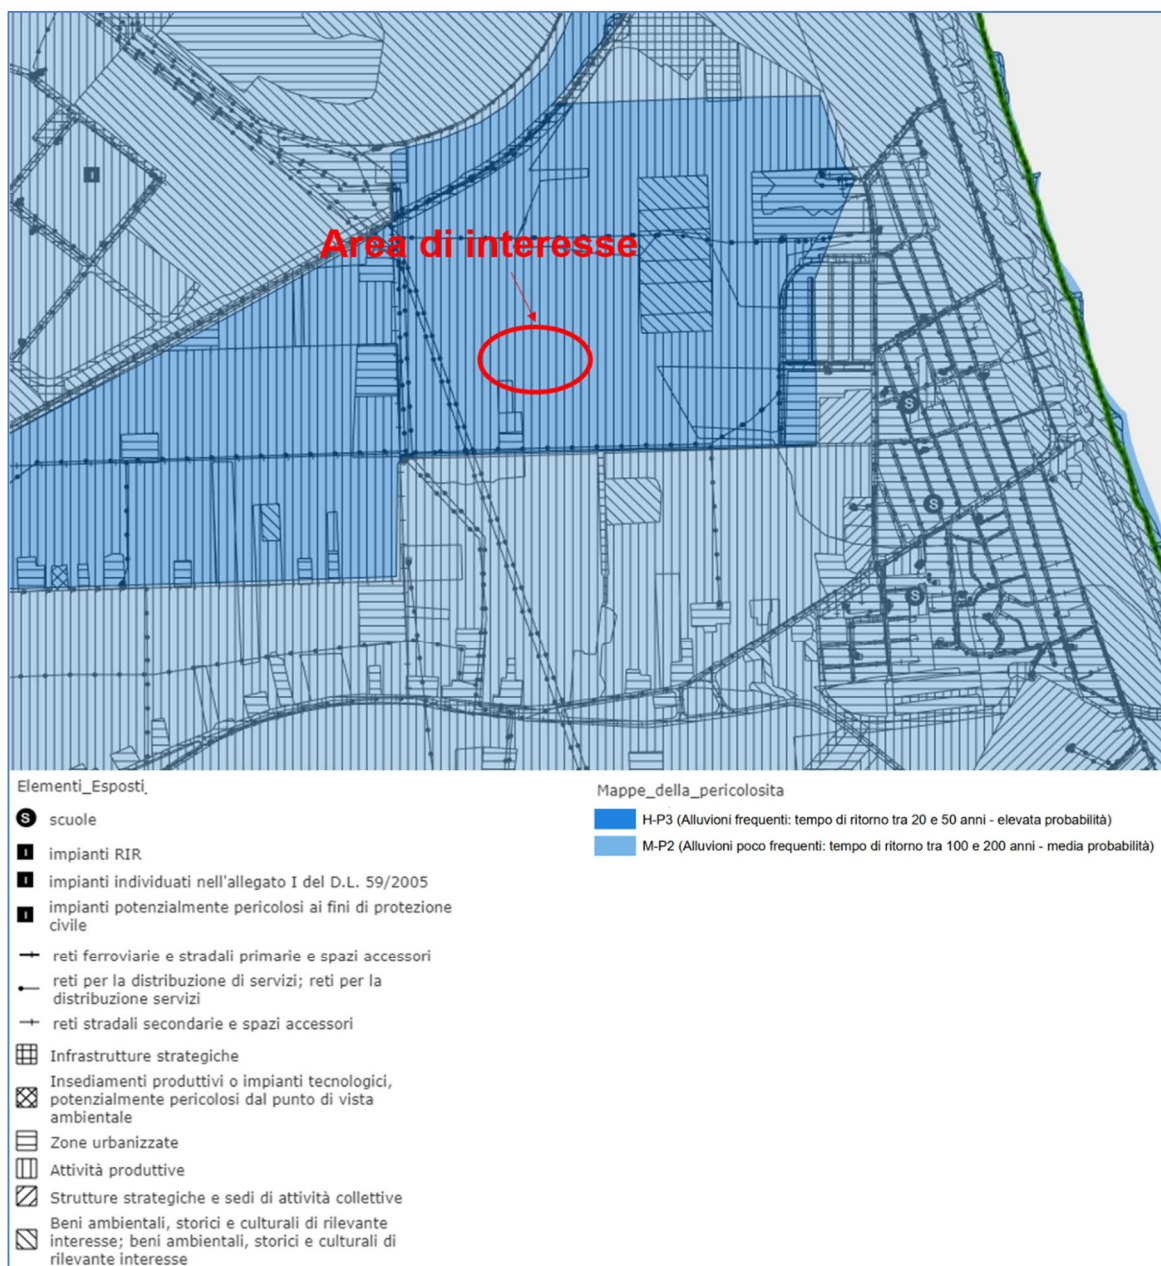 Area di interesse
I
S
S
S
Elementi_Esposti
S scuole
I impianti RIR
I impianti individuati nell'allegato I del D.L. 59/2005
I impianti potenzialmente pericolosi ai fini di protezione
civile
reti ferroviarie e stradali primarie e spazi accessori
reti per la distribuzione di servizi; reti per la
distribuzione servizi
reti stradali secondarie e spazi accessori
Infrastrutture strategiche
Insediamenti produttivi o impianti tecnologici,
potenzialmente pericolosi dal punto di vista
ambientale
Zone urbanizzate
Attività produttive
Strutture strategiche e sedi di attività collettive
Beni ambientali, storici e culturali di rilevante
interesse; beni ambientali, storici e culturali di
rilevante interesse
Mappe_della_pericolosita
H-P3 (Alluvioni frequenti: tempo di ritorno tra 20 e 50 anni - elevata probabilità)
M-P2 (Alluvioni poco frequenti: tempo di ritorno tra 100 e 200 anni - media probabilità)